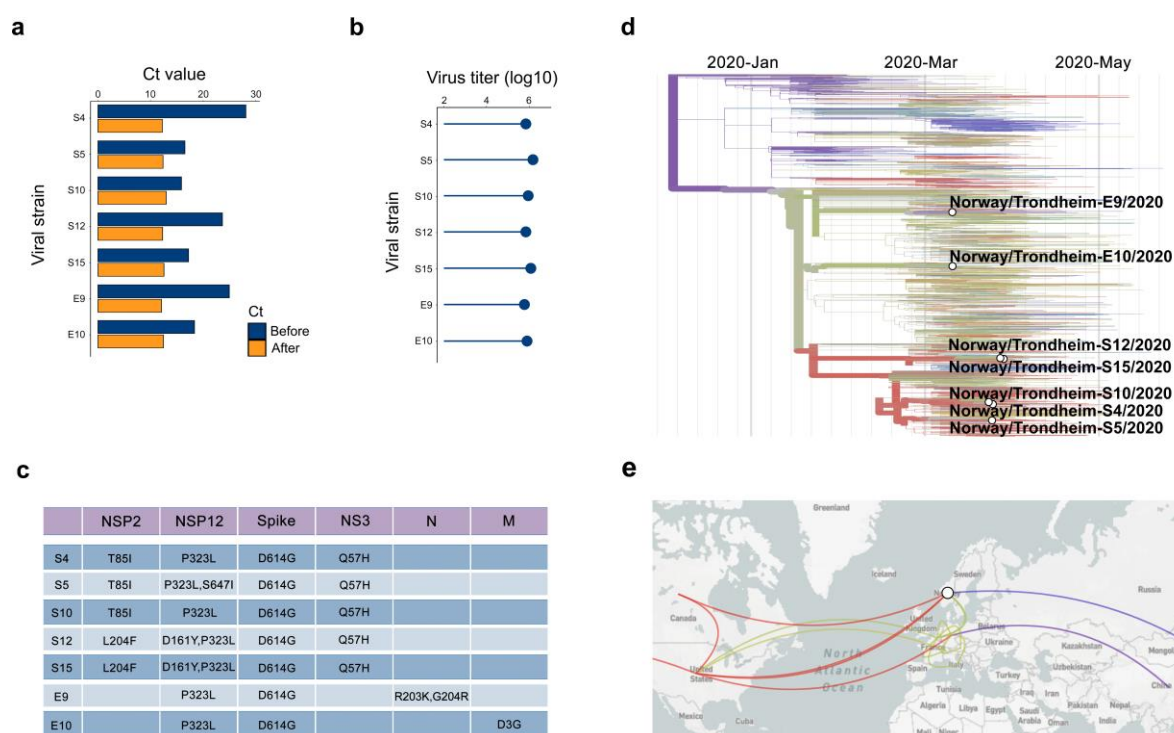 a
Ct value
0 10 20 30
Viral strain
S4
S5
S10
S12
S15
E9
E10
Ct
Before
After
b
Virus titer (log10)
2 4 6
Viral strain
S4
S5
S10
S12
S15
E9
E10
c
NSP2 NSP12 Spike NS3 N M
S4 T85I P323L D614G Q57H
S5 T85I P323L,S647I D614G Q57H
S10 T85I P323L D614G Q57H
S12 L204F D161Y,P323L D614G Q57H
S15 L204F D161Y,P323L D614G Q57H
E9 P323L D614G R203K,G204R
E10 P323L D614G D3G
d
2020-Jan 2020-Mar 2020-May
Norway/Trondheim-E9/2020
Norway/Trondheim-E10/2020
Norway/Trondheim-S12/2020
Norway/Trondheim-S15/2020
Norway/Trondheim-S10/2020
Norway/Trondheim-S4/2020
Norway/Trondheim-S5/2020
e
Greenland
Iceland
Sweden
Russia
Canada
United Kingdom
Belarus
Ukraine
Kazakhstan
France
North
Atlantic
Ocean
Italy
Spain
Uzbekistan
United
States
Turkey
China
Tunisia
Iraq Iran
Algeria Libya Egypt Saudi Arabia Oman Pakistan Nepal India
Mexico
Cuba
Mali